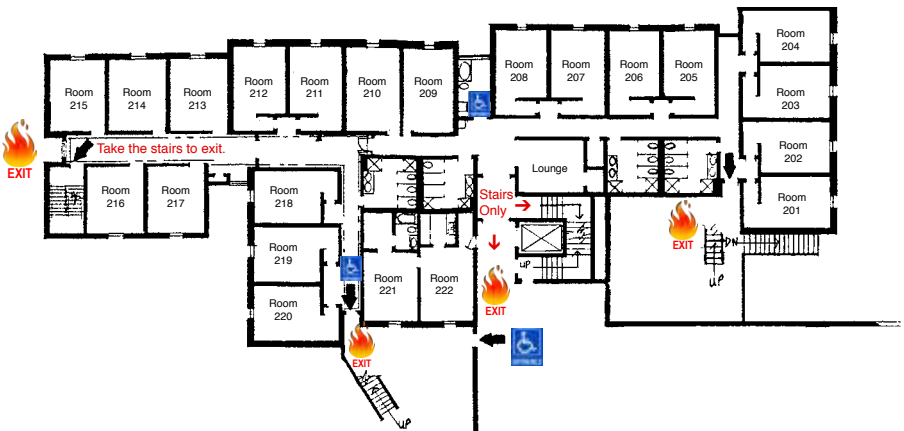 Room
204
Room
215
Room
214
Room
213
Room
212
Room
211
Room
210
Room
209
Room
208
Room
207
Room
206
Room
205
Room
203
EXIT
Take the stairs to exit.
Room
202
Lounge
Room
216
Room
217
Room
218
Stairs
Only
Room
201
EXIT
DN
UP
Room
219
UP
Room
221
Room
222
EXIT
Room
220
EXIT
UP